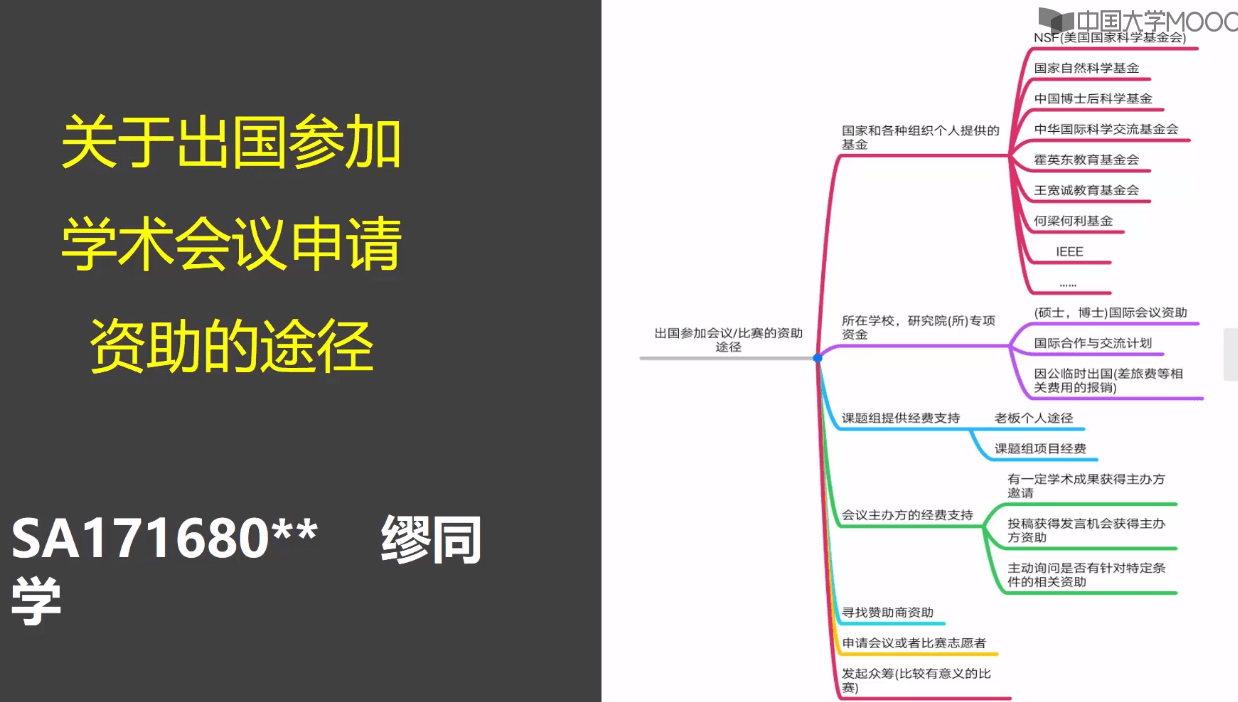 关于出国参加
学术会议申请
资助的途径
SA171680** 缪同
学
中国大学MOOC
出国参加会议/比赛的资助
途径
国家和各种组织个人提供的
基金
NSF(美国国家科学基金会)
国家自然科学基金
中国博士后科学基金
中华国际科学交流基金会
霍英东教育基金会
王宽诚教育基金会
何梁何利基金
IEEE
......
所在学校，研究院(所)专项
资金
(硕士，博士)国际会议资助
国际合作与交流计划
因公临时出国(差旅费等相
关费用的报销)
课题组提供经费支持
老板个人途径
课题组项目经费
会议主办方的经费支持
有一定学术成果获得主办方
邀请
投稿获得发言机会获得主办
方资助
主动询问是否有针对特定条
件的相关资助
寻找赞助商资助
申请会议或者比赛志愿者
发起众筹(比较有意义的比
赛)